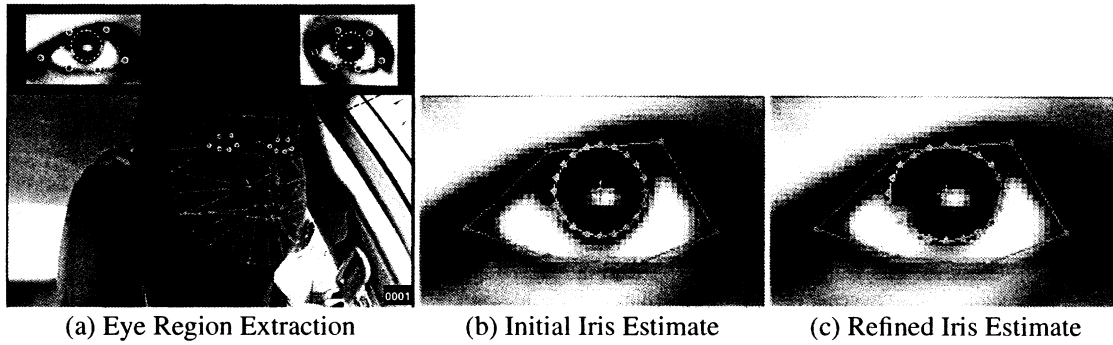 0001
(a) Eye Region Extraction
(b) Initial Iris Estimate
(c) Refined Iris Estimate